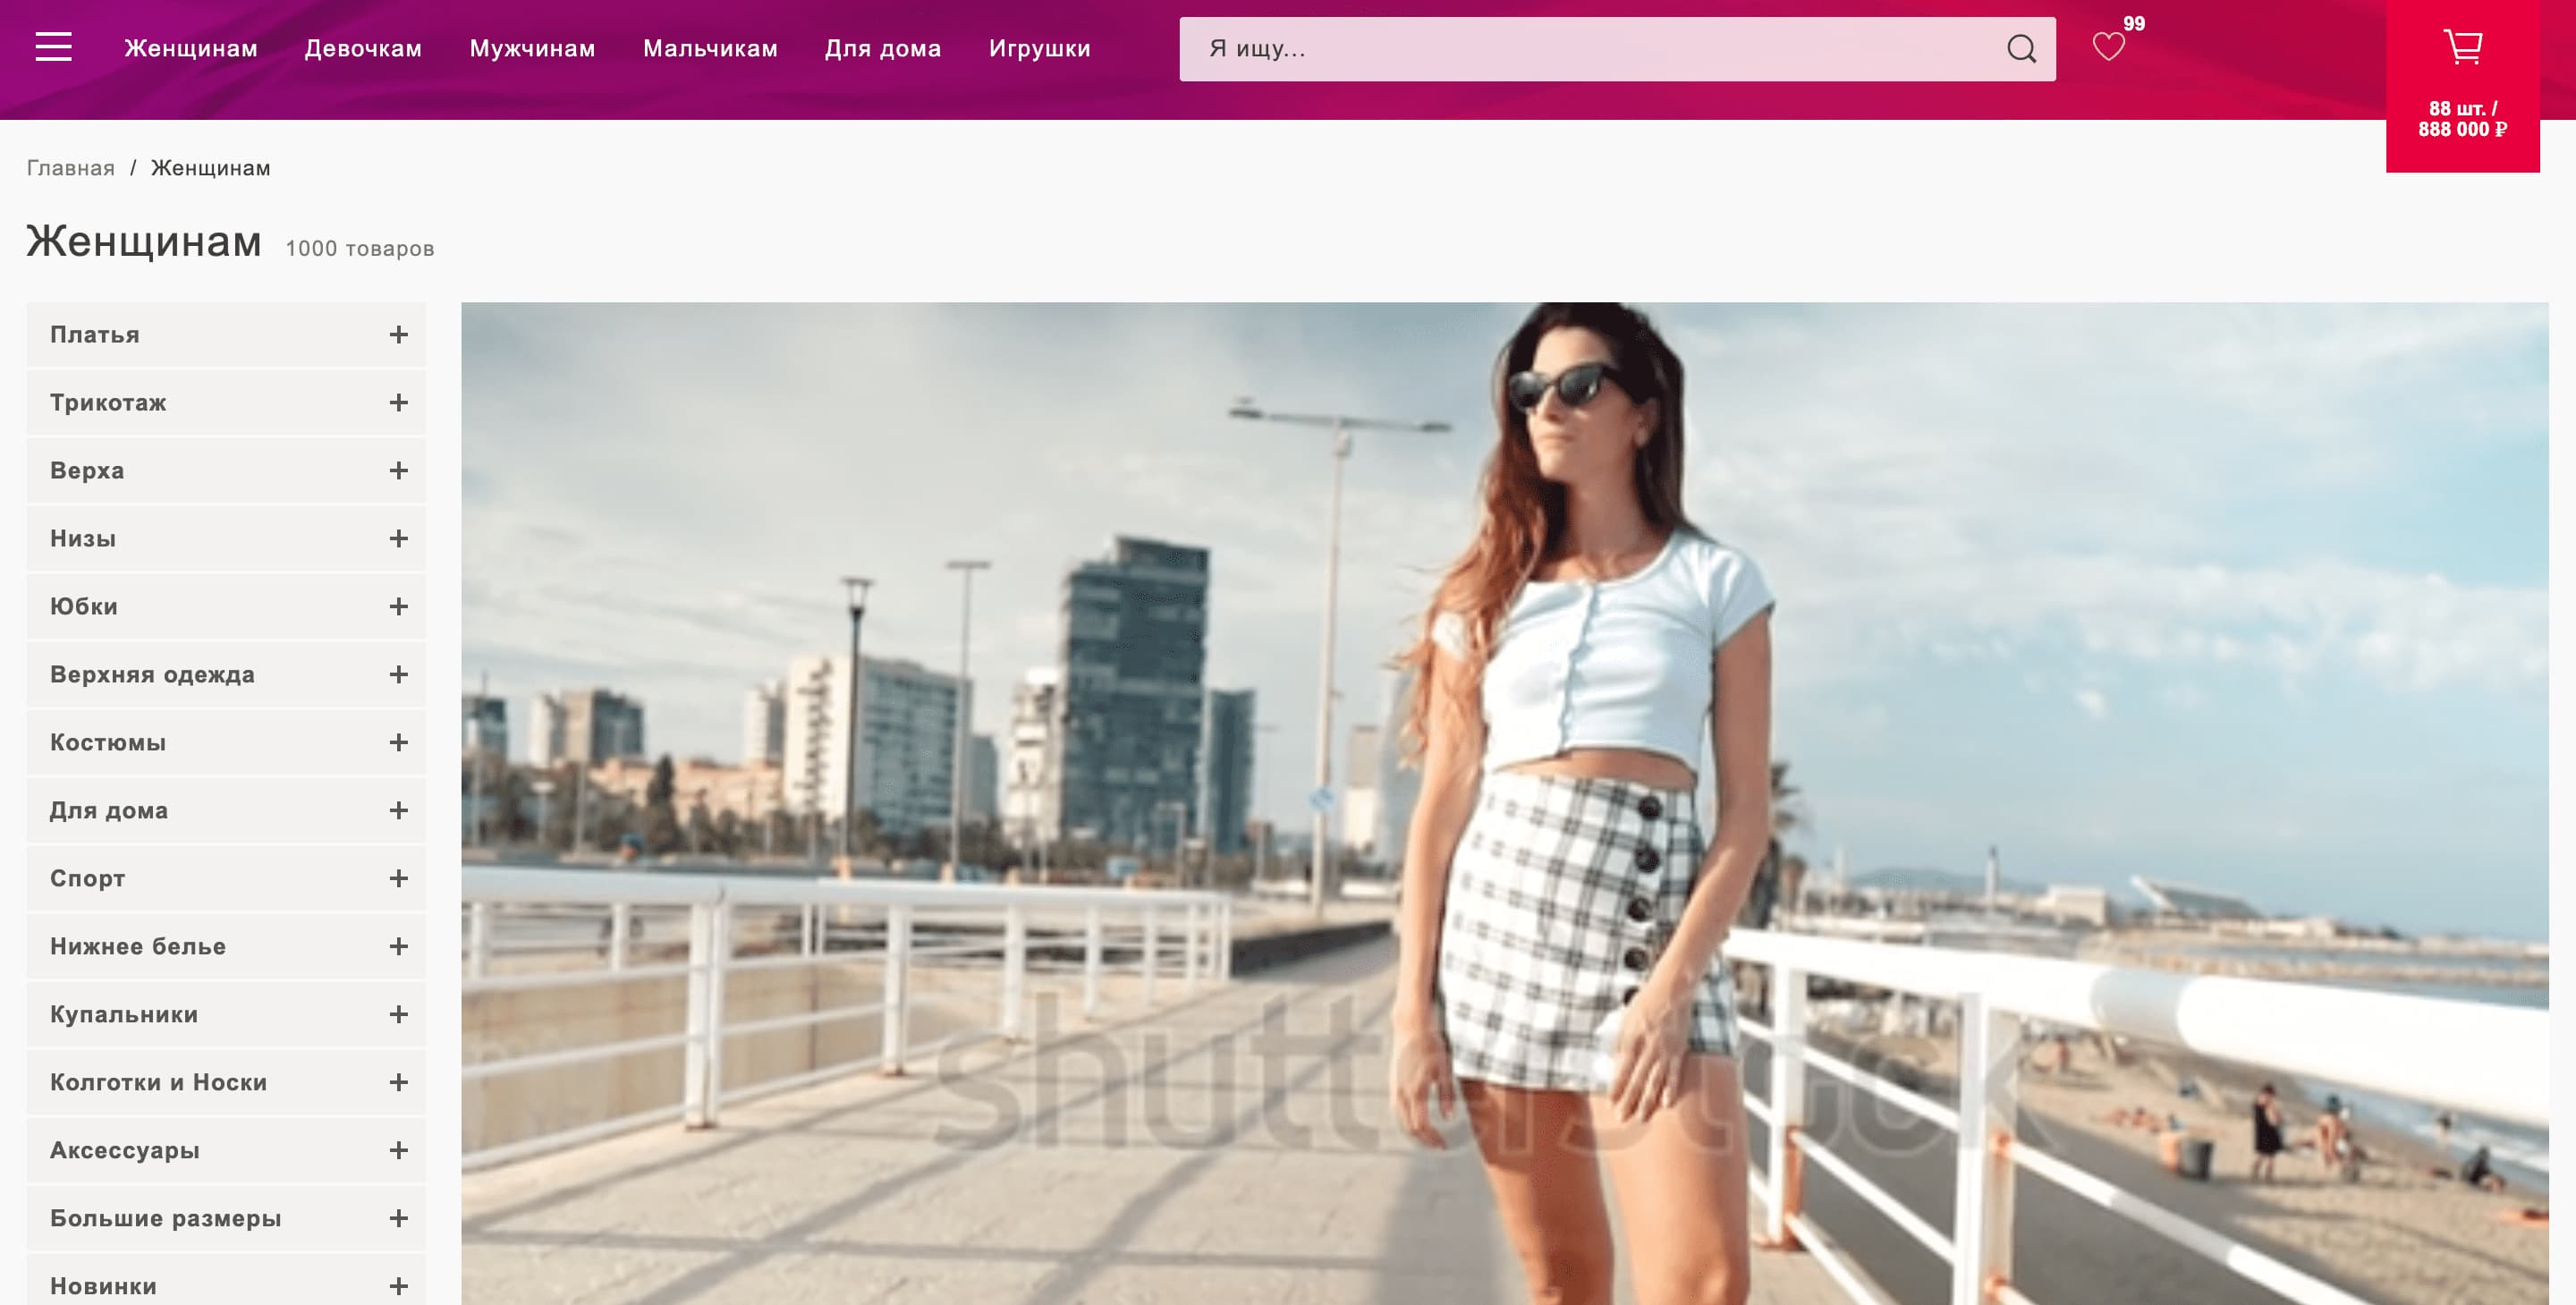 Женщинам Девочкам Мужчинам Мальчикам Для дома Игрушки
Я ищу...
99
88 шт. /
888 000 ₽
Главная / Женщинам
Женщинам 1000 товаров
Платья +
Трикотаж +
Верха +
Низы +
Юбки +
Верхняя одежда +
Костюмы +
Для дома +
Спорт +
Нижнее белье +
Купальники +
Колготки и Носки +
Аксессуары +
Большие размеры +
Новинки +
shutterstock